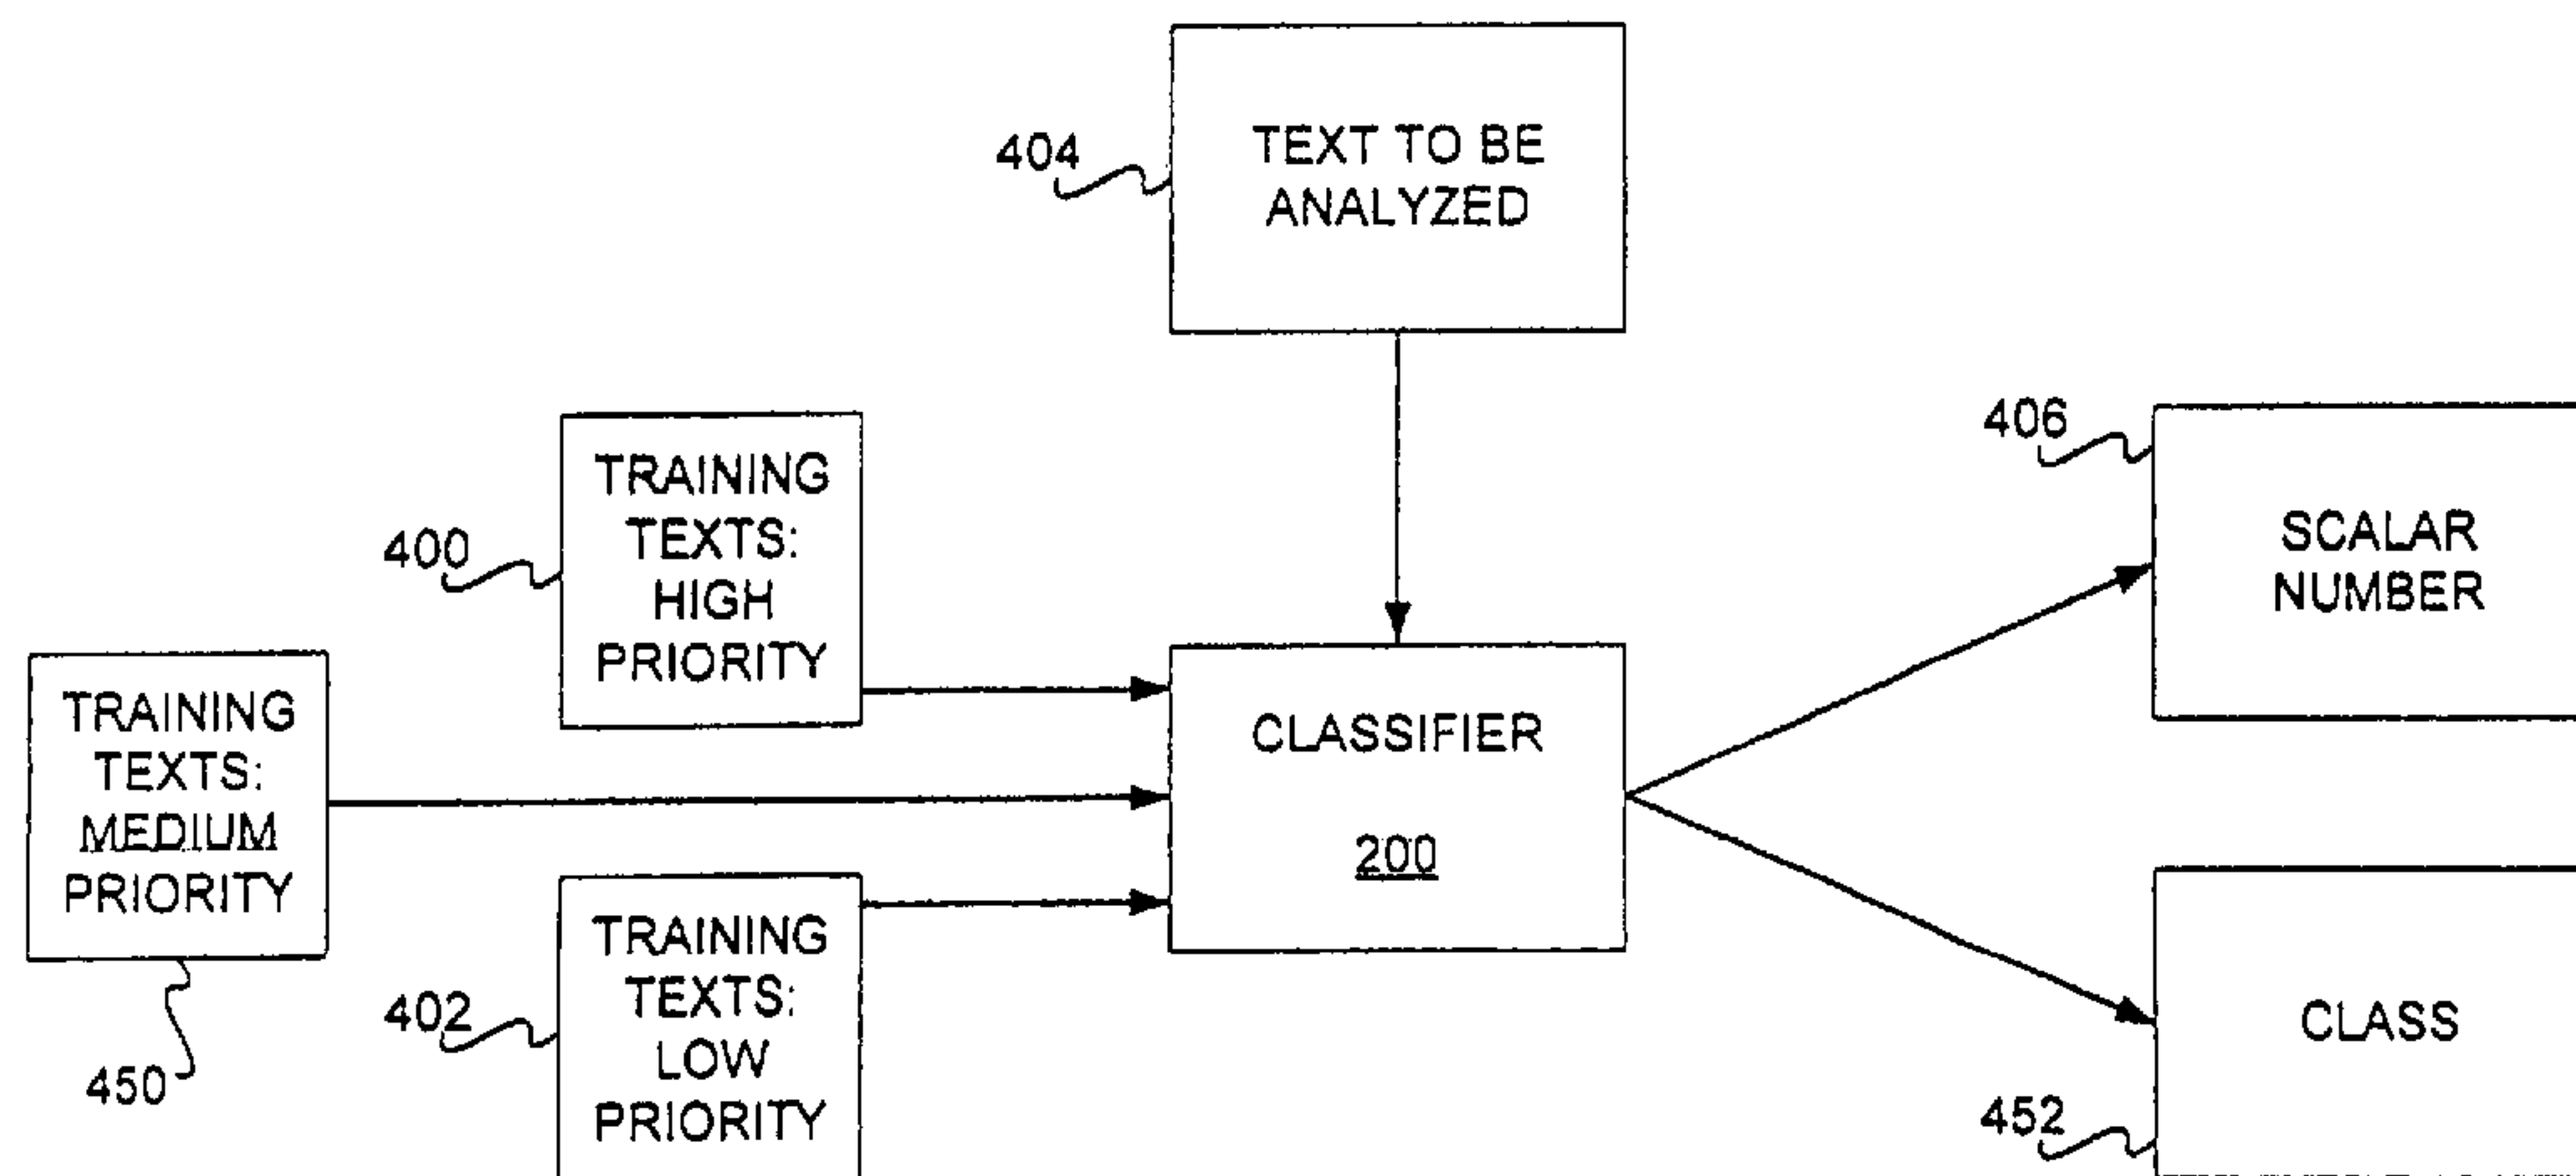 404
TEXT TO BE
ANALYZED
406
SCALAR
NUMBER
400
TRAINING
TEXTS:
HIGH
PRIORITY
TRAINING
TEXTS:
MEDIUM
PRIORITY
450
CLASSIFIER
200
402
TRAINING
TEXTS:
LOW
PRIORITY
CLASS
452